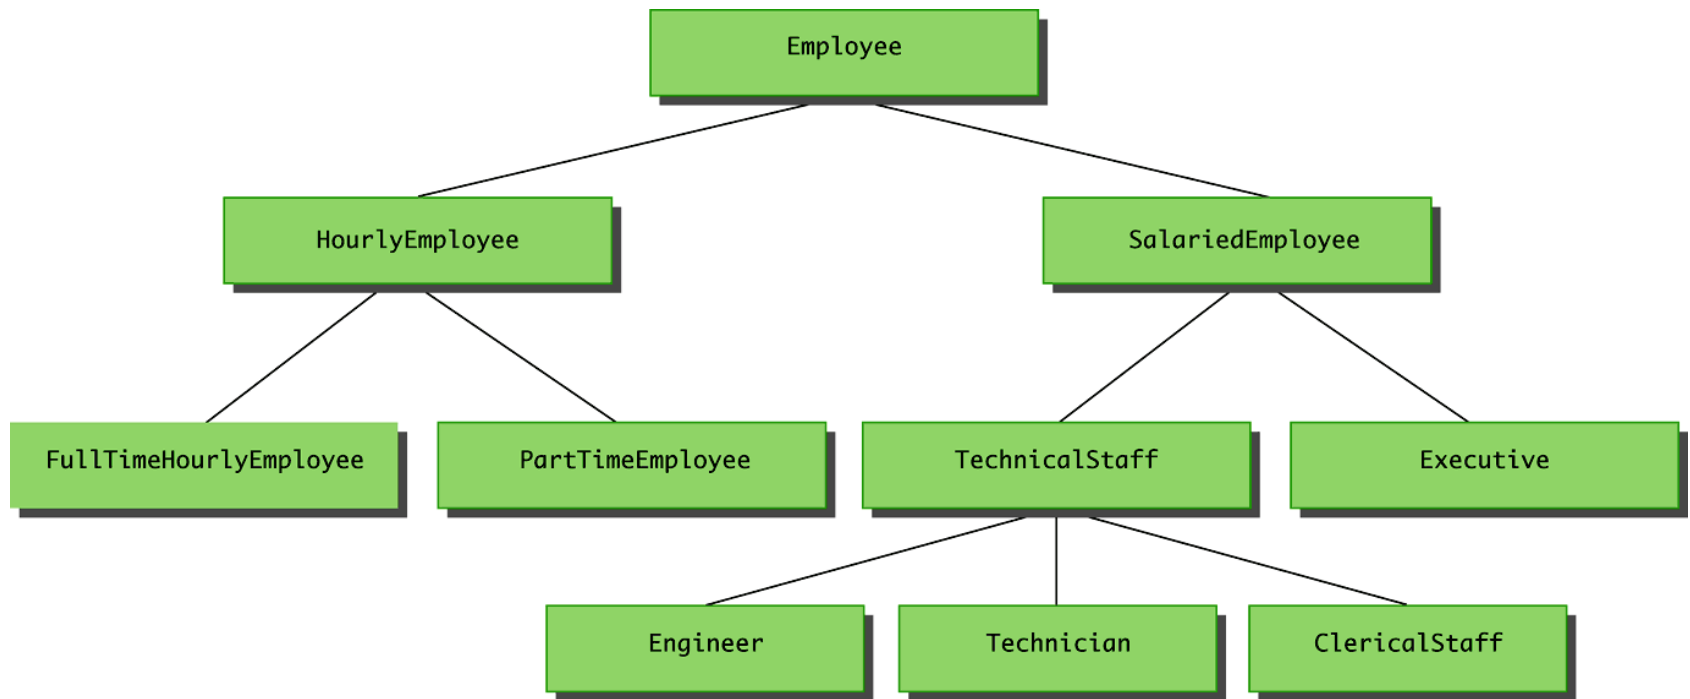 Employee
HourlyEmployee
SalariedEmployee
FullTimeHourlyEmployee
PartTimeEmployee
TechnicalStaff
Executive
Engineer
Technician
ClericalStaff